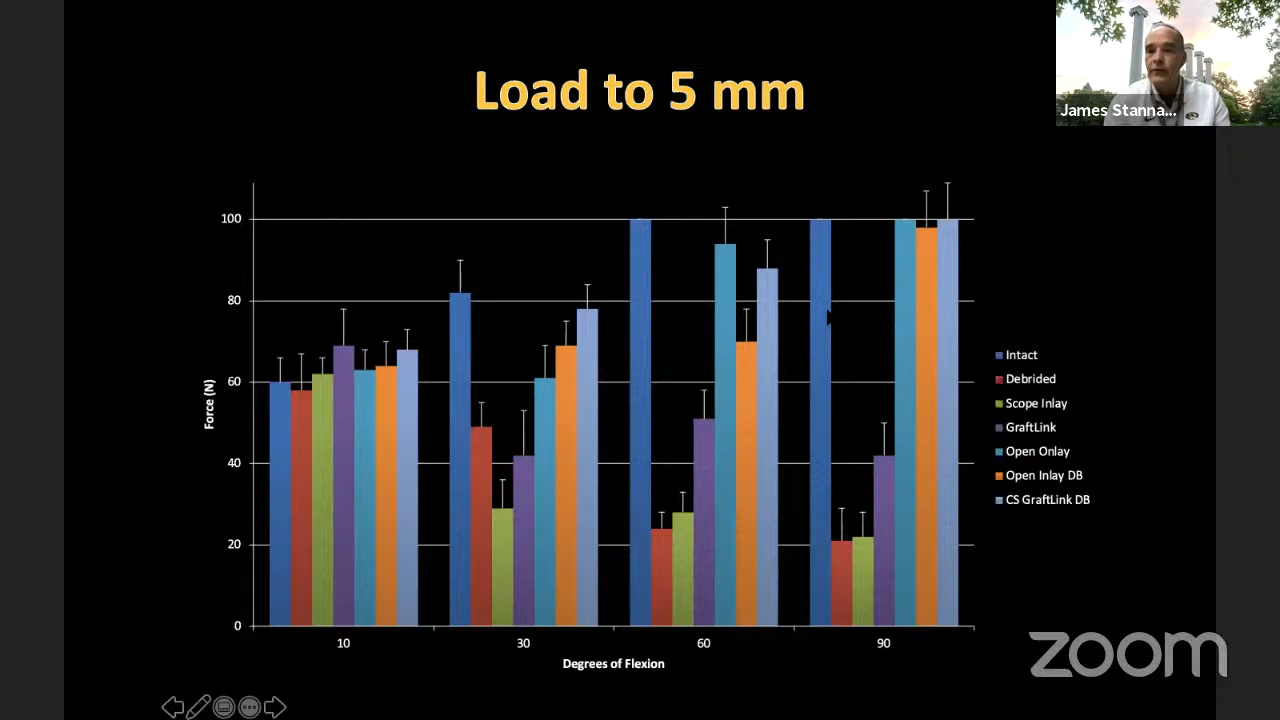 Load to 5 mm
James Stanna...
100
80
60
40
20
0
Force (N)
10
30
60
90
Degrees of Flexion
Intact
Debrided
Scope Inlay
GraftLink
Open Onlay
Open Inlay DB
CS GraftLink DB
zoom